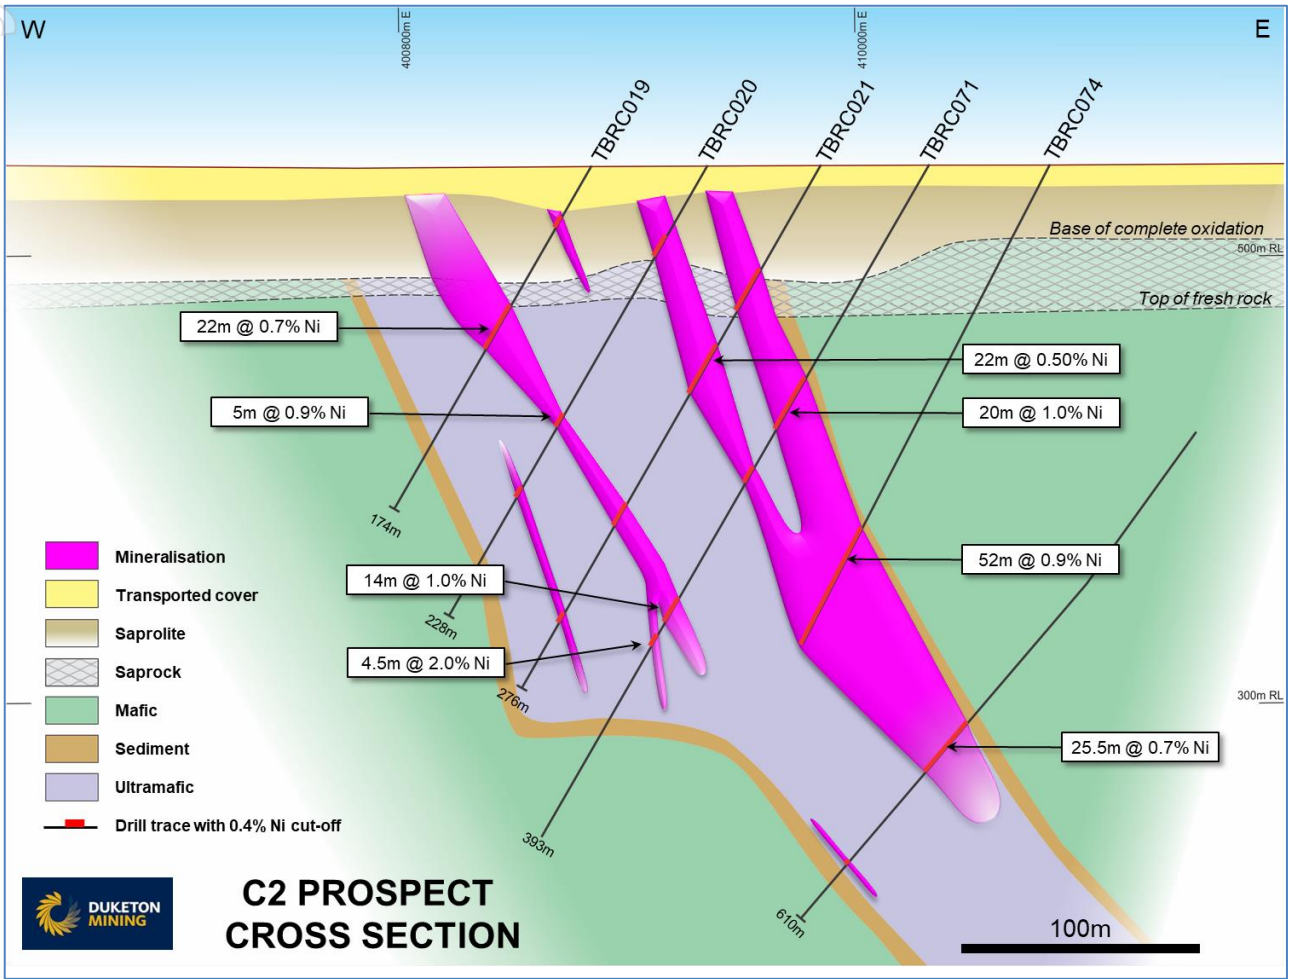 W
E
400800m E
410000m E
TBRC019
TBRC020
TBRC021
TBRC071
TBRC074
Base of complete oxidation
500m RL
Top of fresh rock
22m @ 0.7% Ni
22m @ 0.50% Ni
5m @ 0.9% Ni
20m @ 1.0% Ni
174m
Mineralisation
52m @ 0.9% Ni
14m @ 1.0% Ni
Transported cover
228m
Saprolite
4.5m @ 2.0% Ni
Saprock
276m
300m RL
Mafic
Sediment
25.5m @ 0.7% Ni
Ultramafic
Drill trace with 0.4% Ni cut-off
393m
C2 PROSPECT
CROSS SECTION
DUKETON
MINING
610m
100m